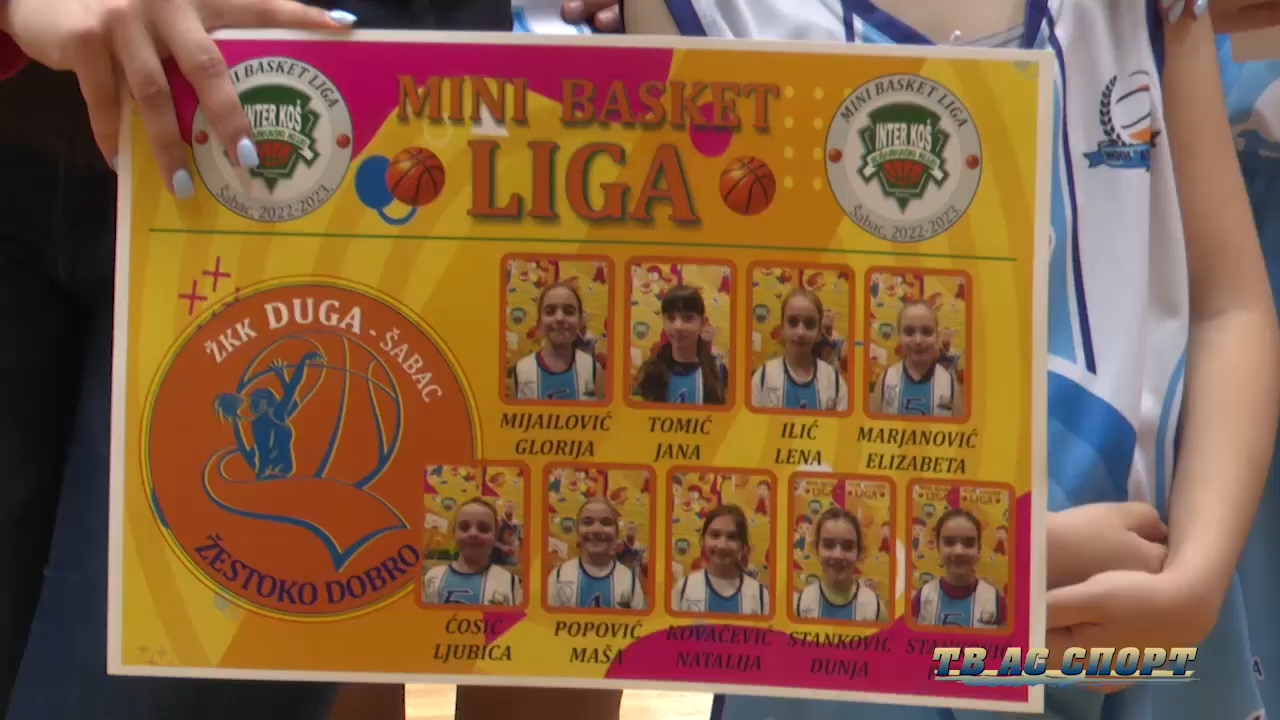 MINI BASKET LIGA
INTER KOŠ
Šabac, 2022-2023
MINI BASKET
LIGA
MINI BASKET LIGA
INTER KOŠ
Šabac, 2022-2023
ŽKK DUGA - ŠABAC
ŽESTOKO DOBRO
MIJAILOVIĆ
GLORIJA
TOMIĆ
JANA
ILIĆ
LENA
MARJANOVIĆ
ELIZABETA
ĆOSIĆ
LJUBICA
POPOVIĆ
MAŠA
KOVAČEVIĆ
NATALIJA
STANKOVIĆ
DUNJA
ТВ АС СПОРТ